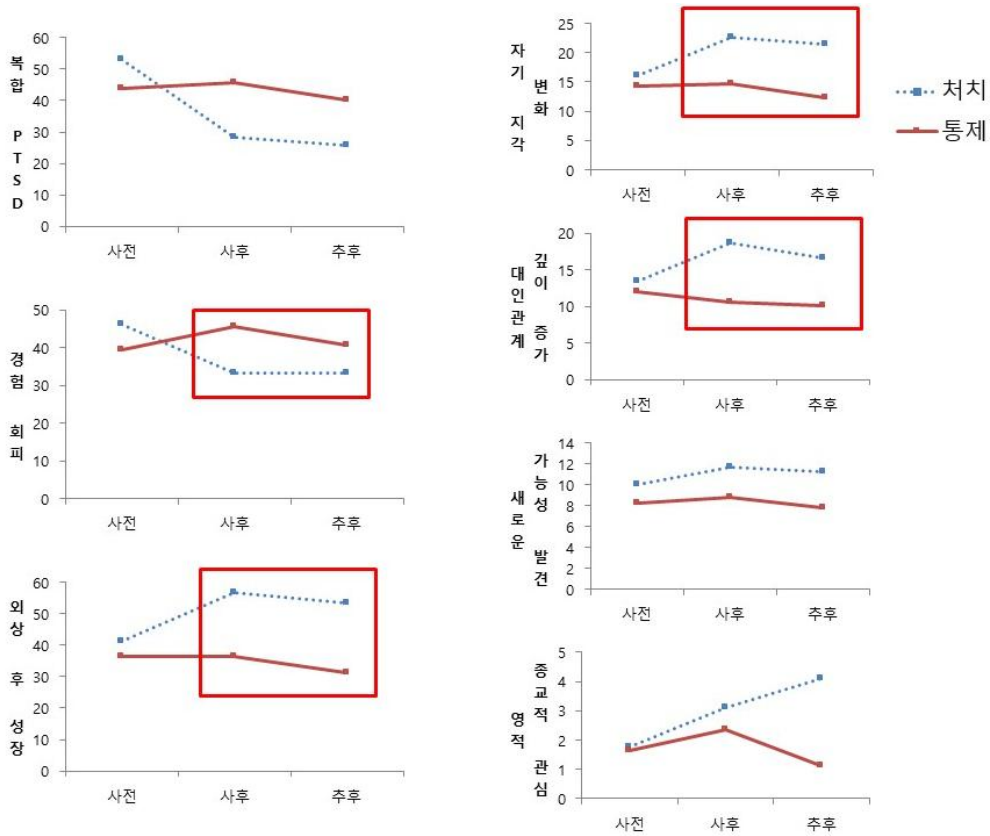 복합 PTSD
60
50
40
30
20
10
0
사전 사후 추후
경험 회피
50
40
30
20
10
0
사전 사후 추후
외상 후 성장
60
50
40
30
20
10
0
사전 사후 추후
자기 변화 지각
25
20
15
10
5
0
사전 사후 추후
대인관계 깊이 증가
20
15
10
5
0
사전 사후 추후
새로운 가능성 발견
14
12
10
8
6
4
2
0
사전 사후 추후
영적 종교적 관심
5
4
3
2
1
0
사전 사후 추후
처치
통제